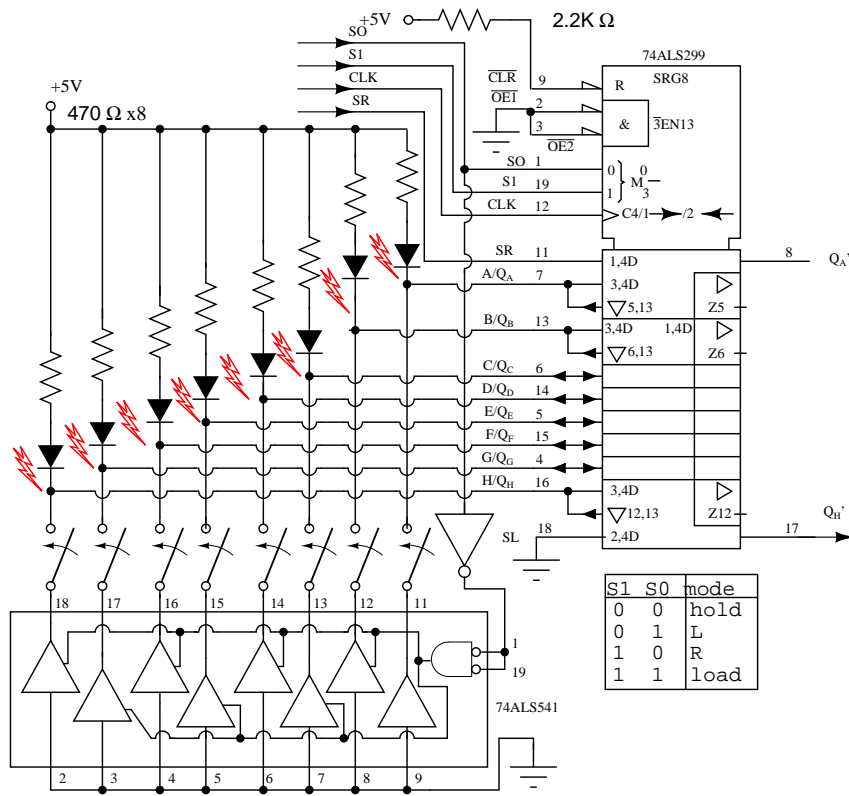 +5V
2.2K Ω
SO
S1
CLK
SR
+5V
470 Ω x8
74ALS299
CLR
9
R
SRG8
OE1
2
&
3EN13
3
OE2
SO
1
0
M
0
3
S1
19
1
CLK
12
C4/1
/2
SR
11
1,4D
8
QA'
A/QA
7
3,4D
5,13
Z5
B/QB
13
3,4D
1,4D
6,13
Z6
C/QC
6
D/QD
14
E/QE
5
F/QF
15
G/QG
4
H/QH
16
3,4D
12,13
Z12
SL
18
2,4D
17
QH'
S1 S0 mode
0 0 hold
0 1 L
1 0 R
1 1 load
18 17 16 15 14 13 12 11
1
19
74ALS541
2 3 4 5 6 7 8 9